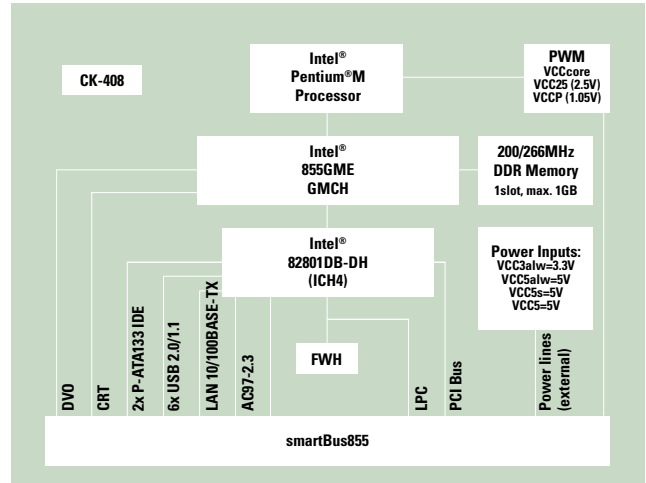 CK-408
Intel®
Pentium®M
Processor
PWM
VCCcore
VCC25 (2.5V)
VCCP (1.05V)
Intel®
855GME
GMCH
200/266MHz
DDR Memory
1slot, max. 1GB
Intel®
82801DB-DH
(ICH4)
Power Inputs:
VCC3alw=3.3V
VCC5alw=5V
VCC5s=5V
VCC5=5V
FWH
DVO
CRT
2x P-ATA133 IDE
6x USB 2.0/1.1
LAN 10/100BASE-TX
AC97-2.3
LPC
PCI Bus
Power lines
(external)
smartBus855